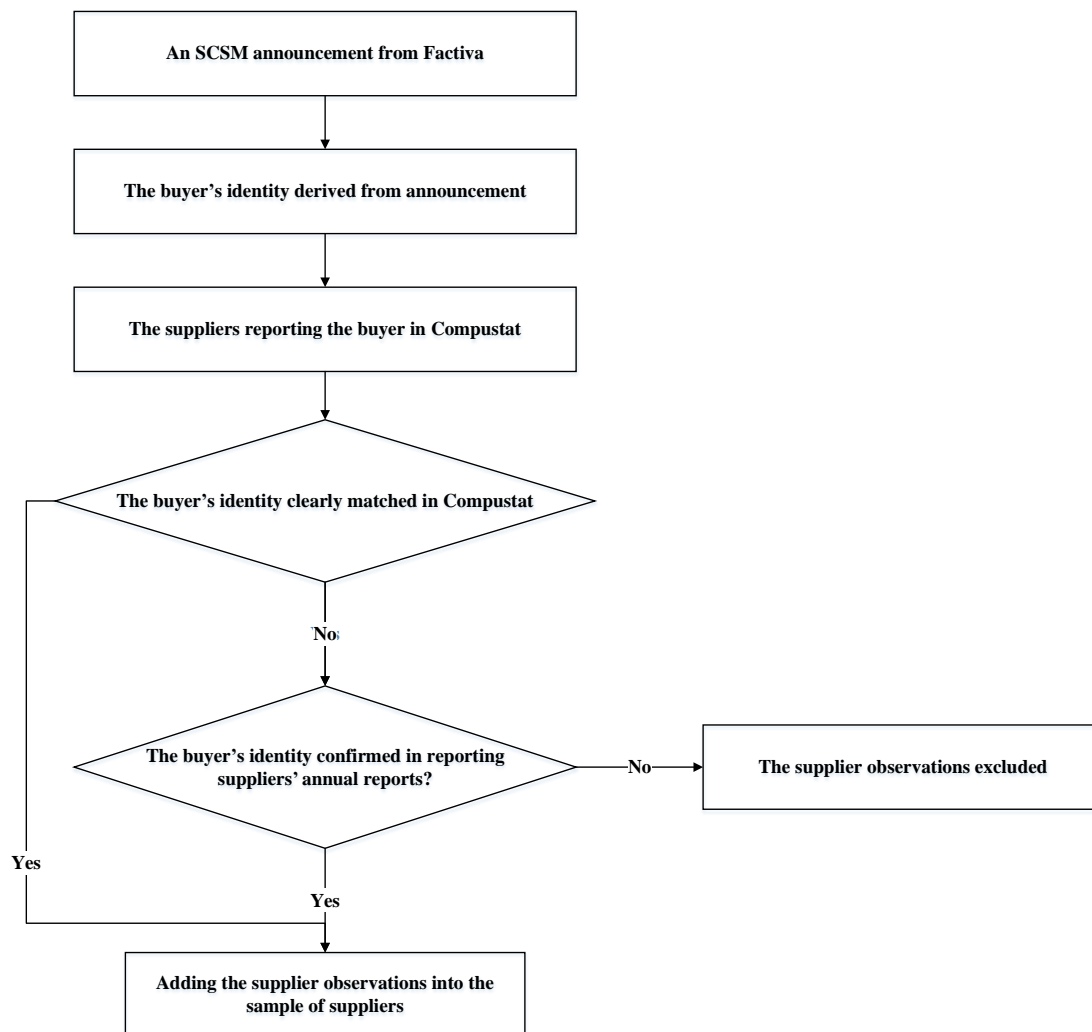 An SCSM announcement from Factiva
The buyer’s identity derived from announcement
The suppliers reporting the buyer in Compustat
The buyer’s identity clearly matched in Compustat
No
The buyer’s identity confirmed in reporting
suppliers’ annual reports?
No
The supplier observations excluded
Yes
Yes
Adding the supplier observations into the
sample of suppliers